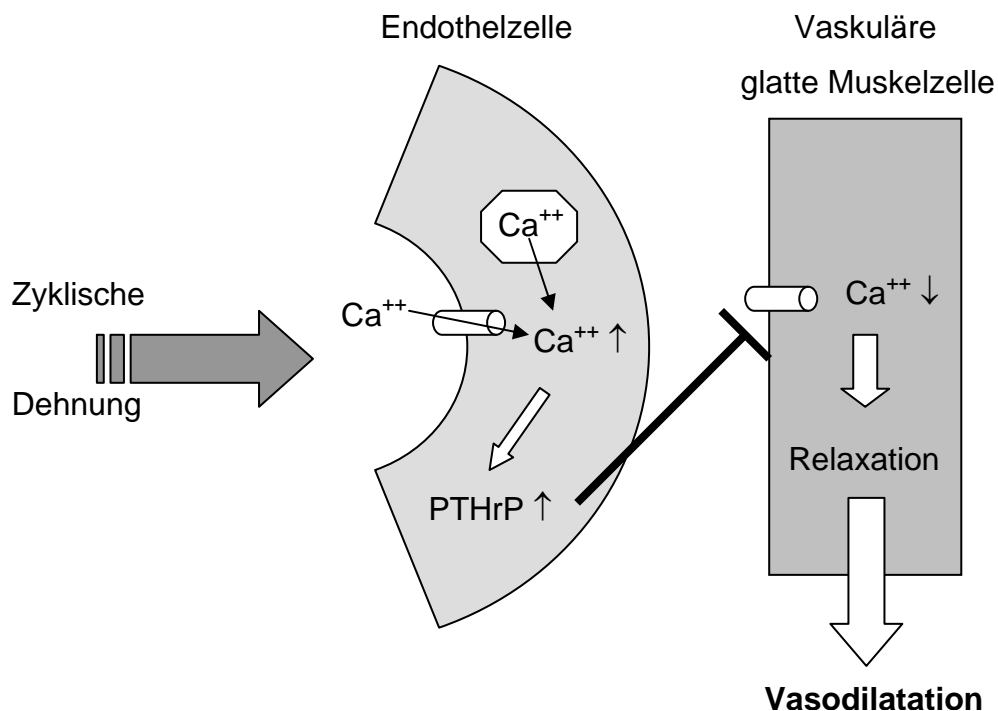 Endothelzelle
Vaskuläre
glatte Muskelzelle
Ca++
Zyklische
Ca++
Ca++ ↑
Ca++ ↓
Dehnung
Relaxation
PTHrP ↑
Vasodilatation